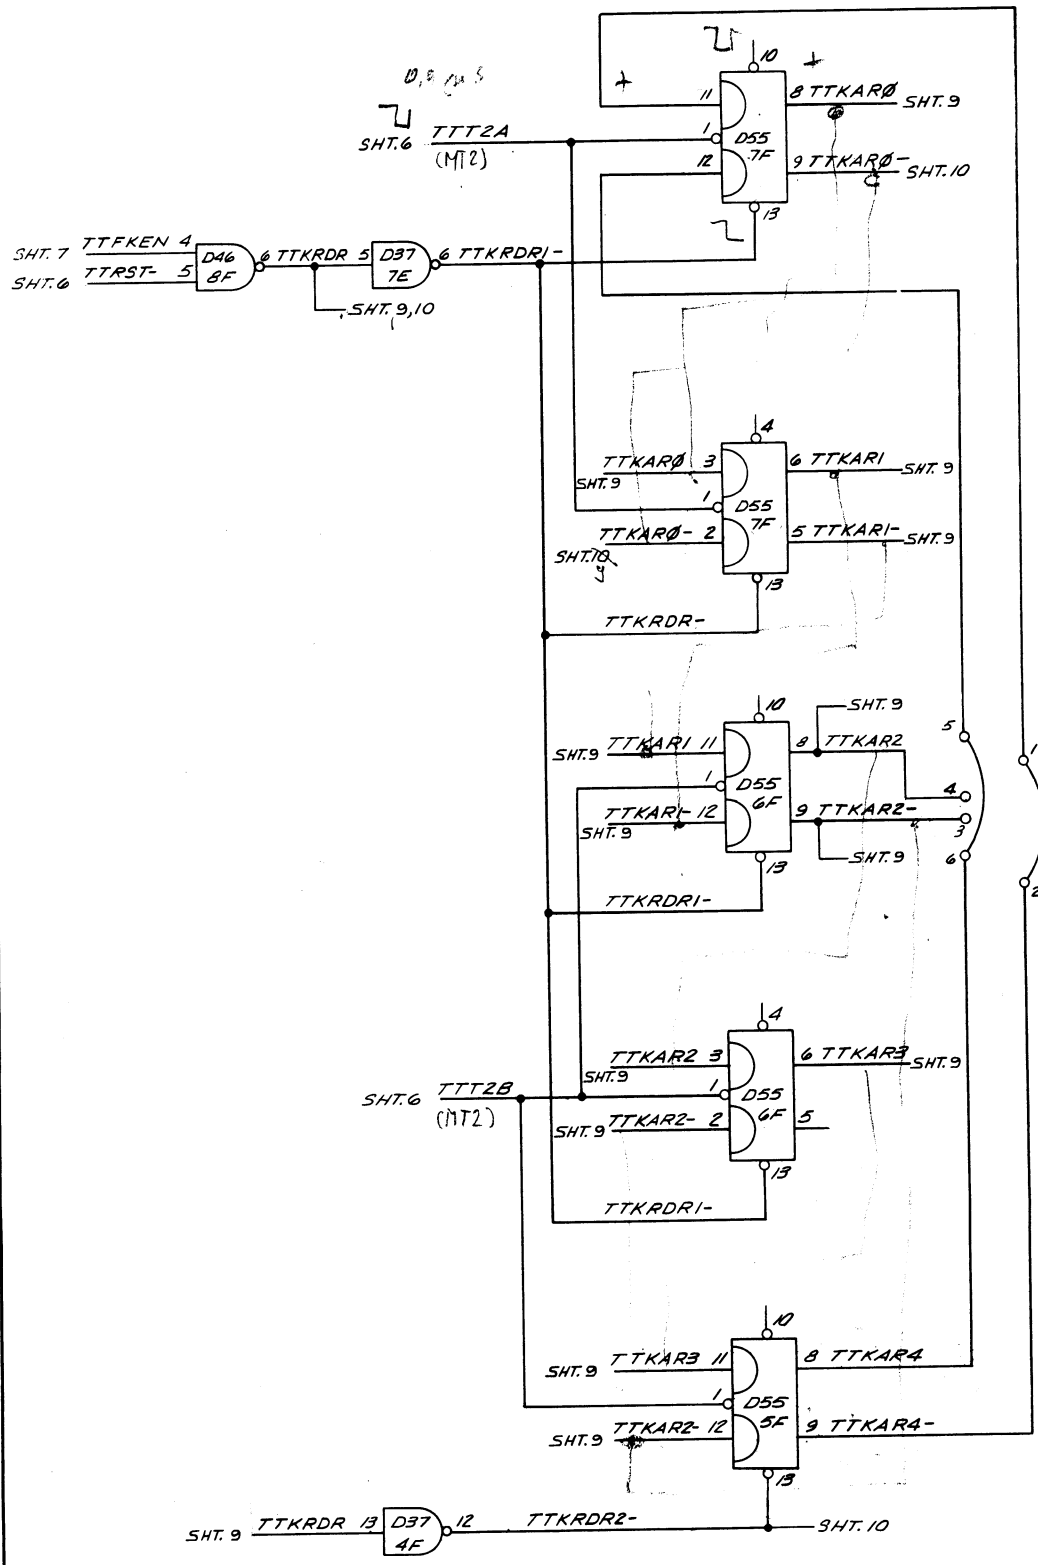 10
11 8 TTKARØ SHT.9
SHT.6 TTT2A 1 D55
(MT2) 7F
12 9 TTKARØ- SHT.10
13
SHT.7 TTFKEN 4 D46 6 TTKRDR 5 D37 6 TTKRDR1-
SHT.6 TTRST- 5 8F 7E
SHT. 9,10
4
TTKARØ 3 6 TTKAR1 SHT.9
SHT.9
1 D55
7F
TTKARØ- 2 5 TTKAR1- SHT.9
SHT.10
13
TTKRDR-
10 SHT.9
SHT.9 TTKAR1 11 8 TTKAR2 5 1
1 D55 4
6F
SHT.9 TTKAR1- 12 9 TTKAR2- 3
SHT.9 6
13 2
TTKRDR1-
4
TTKAR2 3 6 TTKAR3 SHT.9
SHT.9
SHT.6 TTT2B 1 D55
(MT2) 6F
SHT.9 TTKAR2- 2 5
13
TTKRDR1-
10
SHT.9 TTKAR3 11 8 TTKAR4
1 D55
5F
SHT.9 TTKAR2- 12 9 TTKAR4-
13
SHT.9 TTKRDR 13 D37 12 TTKRDR2- SHT.10
4F